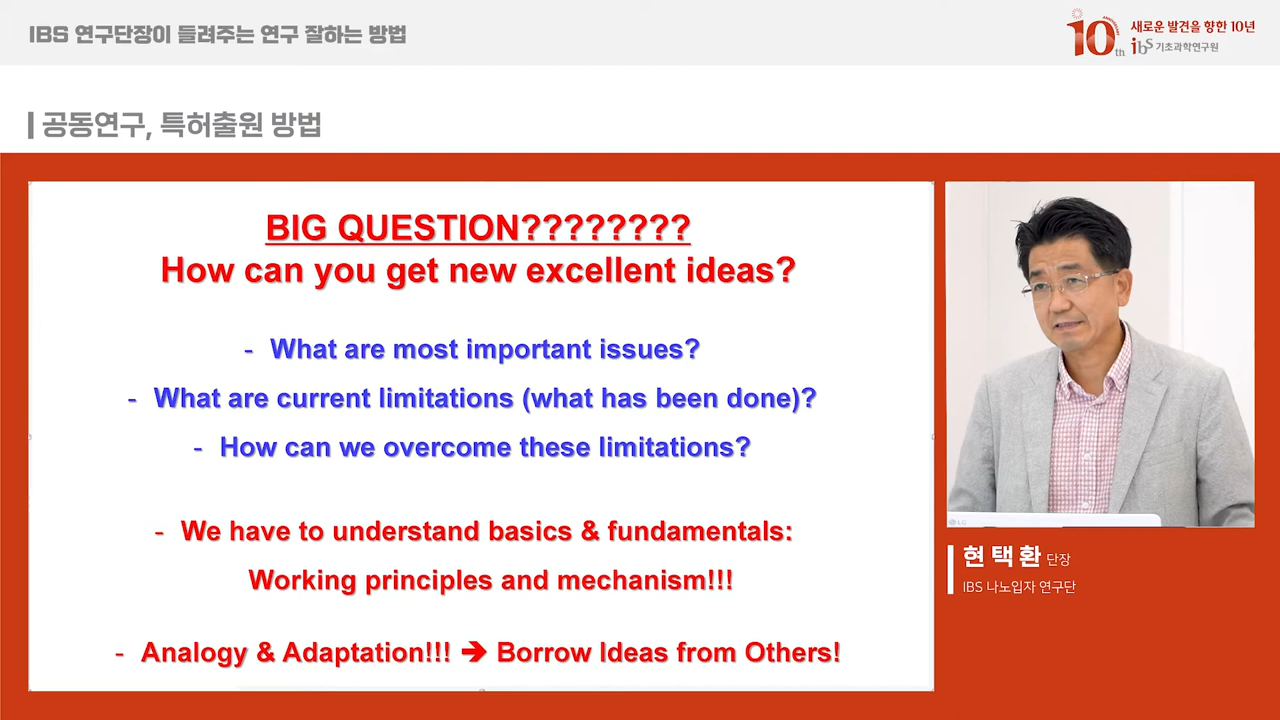 IBS 연구단장이 들려주는 연구 잘하는 방법
10th
ANNIVERSARY
새로운 발견을 향한 10년
ibs 기초과학연구원
공동연구, 특허출원 방법
BIG QUESTION????????
How can you get new excellent ideas?
- What are most important issues?
- What are current limitations (what has been done)?
- How can we overcome these limitations?
- We have to understand basics & fundamentals:
Working principles and mechanism!!!
- Analogy & Adaptation!!! ➔ Borrow Ideas from Others!
LG
현택환 단장
IBS 나노입자 연구단